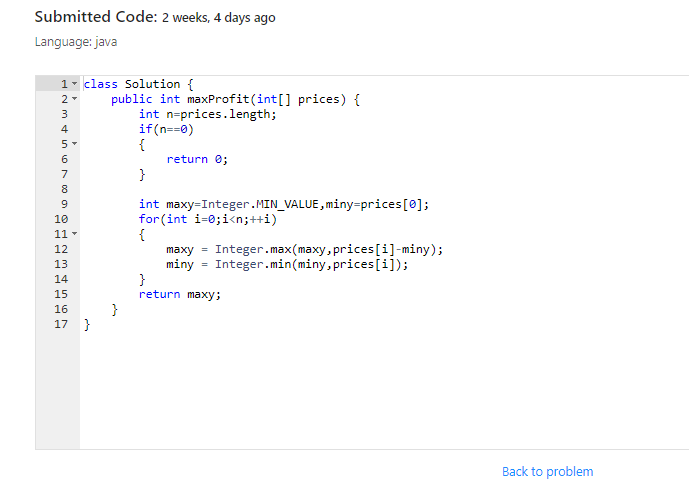 Submitted Code: 2 weeks, 4 days ago
Language: java
1 class Solution {
2 public int maxProfit(int[] prices) {
3 int n=prices.length;
4 if(n==0)
5 {
6 return 0;
7 }
8
9 int maxy=Integer.MIN_VALUE,miny=prices[0];
10 for(int i=0;i<n;++i)
11 {
12 maxy = Integer.max(maxy,prices[i]-miny);
13 miny = Integer.min(miny,prices[i]);
14 }
15 return maxy;
16 }
17 }
Back to problem